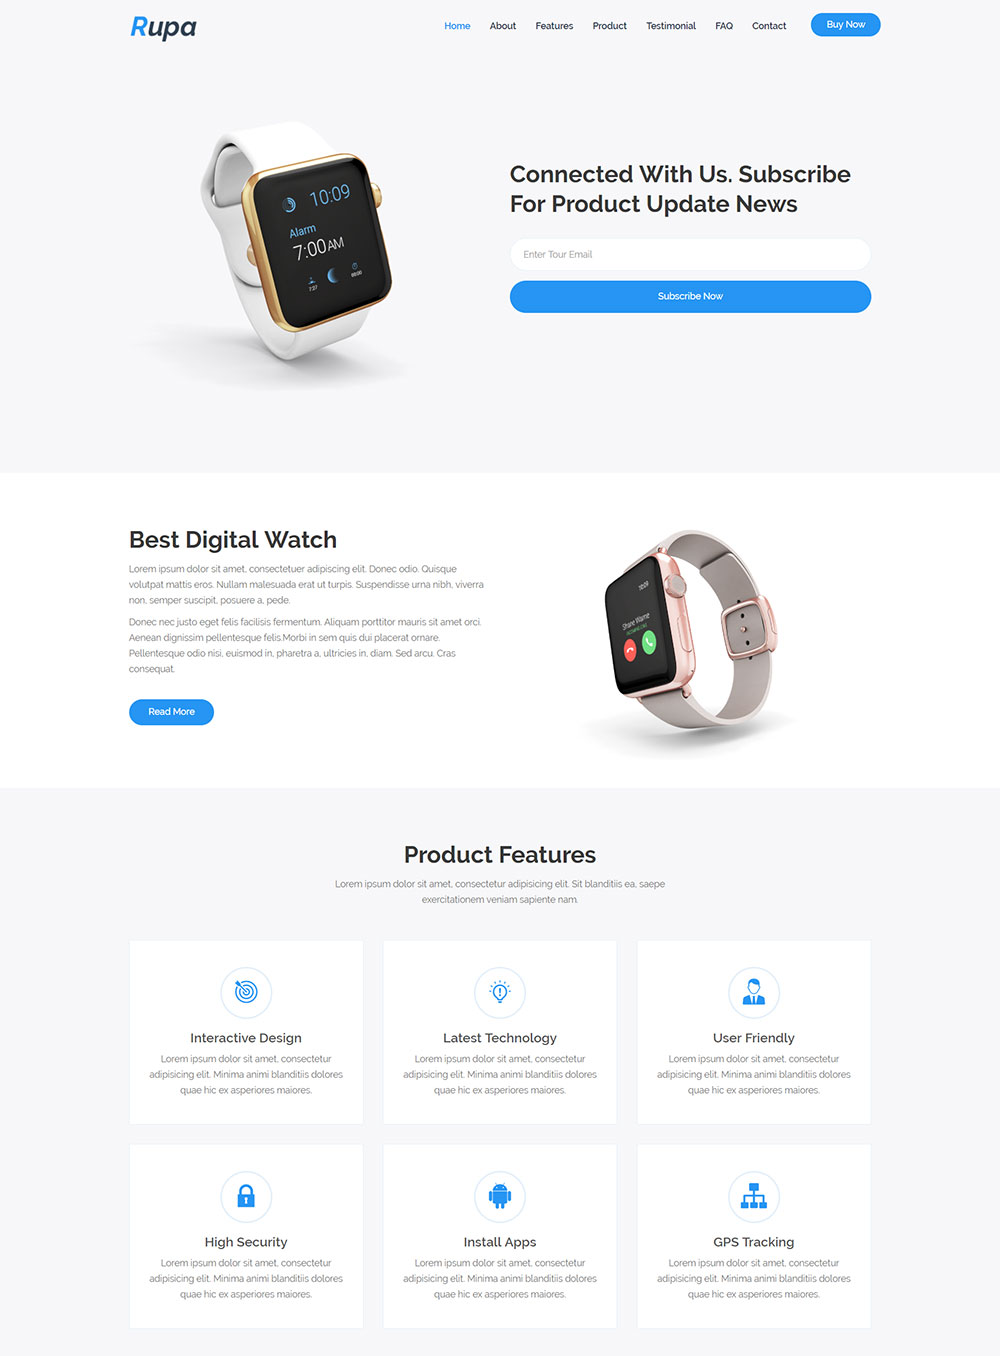 Rupa
Home About Features Product Testimonial FAQ Contact Buy Now
10:09
Alarm
7:00AM
7:27 00:00
Connected With Us. Subscribe
For Product Update News
Enter Tour Email
Subscribe Now
Best Digital Watch
Lorem ipsum dolor sit amet, consectetuer adipiscing elit. Donec odio. Quisque
volutpat mattis eros. Nullam malesuada erat ut turpis. Suspendisse urna nibh, viverra
non, semper suscipit, posuere a, pede.
Donec nec justo eget felis facilisis fermentum. Aliquam porttitor mauris sit amet orci.
Aenean dignissim pellentesque felis.Morbi in sem quis dui placerat ornare.
Pellentesque odio nisi, euismod in, pharetra a, ultricies in, diam. Sed arcu. Cras
consequat.
Read More
10:09
Shane Warne
Product Features
Lorem ipsum dolor sit amet, consectetur adipisicing elit. Sit blanditiis ea, saepe
exercitationem veniam sapiente nam.
Interactive Design
Lorem ipsum dolor sit amet, consectetur
adipisicing elit. Minima animi blanditiis dolores
quae hic ex asperiores maiores.
Latest Technology
Lorem ipsum dolor sit amet, consectetur
adipisicing elit. Minima animi blanditiis dolores
quae hic ex asperiores maiores.
User Friendly
Lorem ipsum dolor sit amet, consectetur
adipisicing elit. Minima animi blanditiis dolores
quae hic ex asperiores maiores.
High Security
Lorem ipsum dolor sit amet, consectetur
adipisicing elit. Minima animi blanditiis dolores
quae hic ex asperiores maiores.
Install Apps
Lorem ipsum dolor sit amet, consectetur
adipisicing elit. Minima animi blanditiis dolores
quae hic ex asperiores maiores.
GPS Tracking
Lorem ipsum dolor sit amet, consectetur
adipisicing elit. Minima animi blanditiis dolores
quae hic ex asperiores maiores.